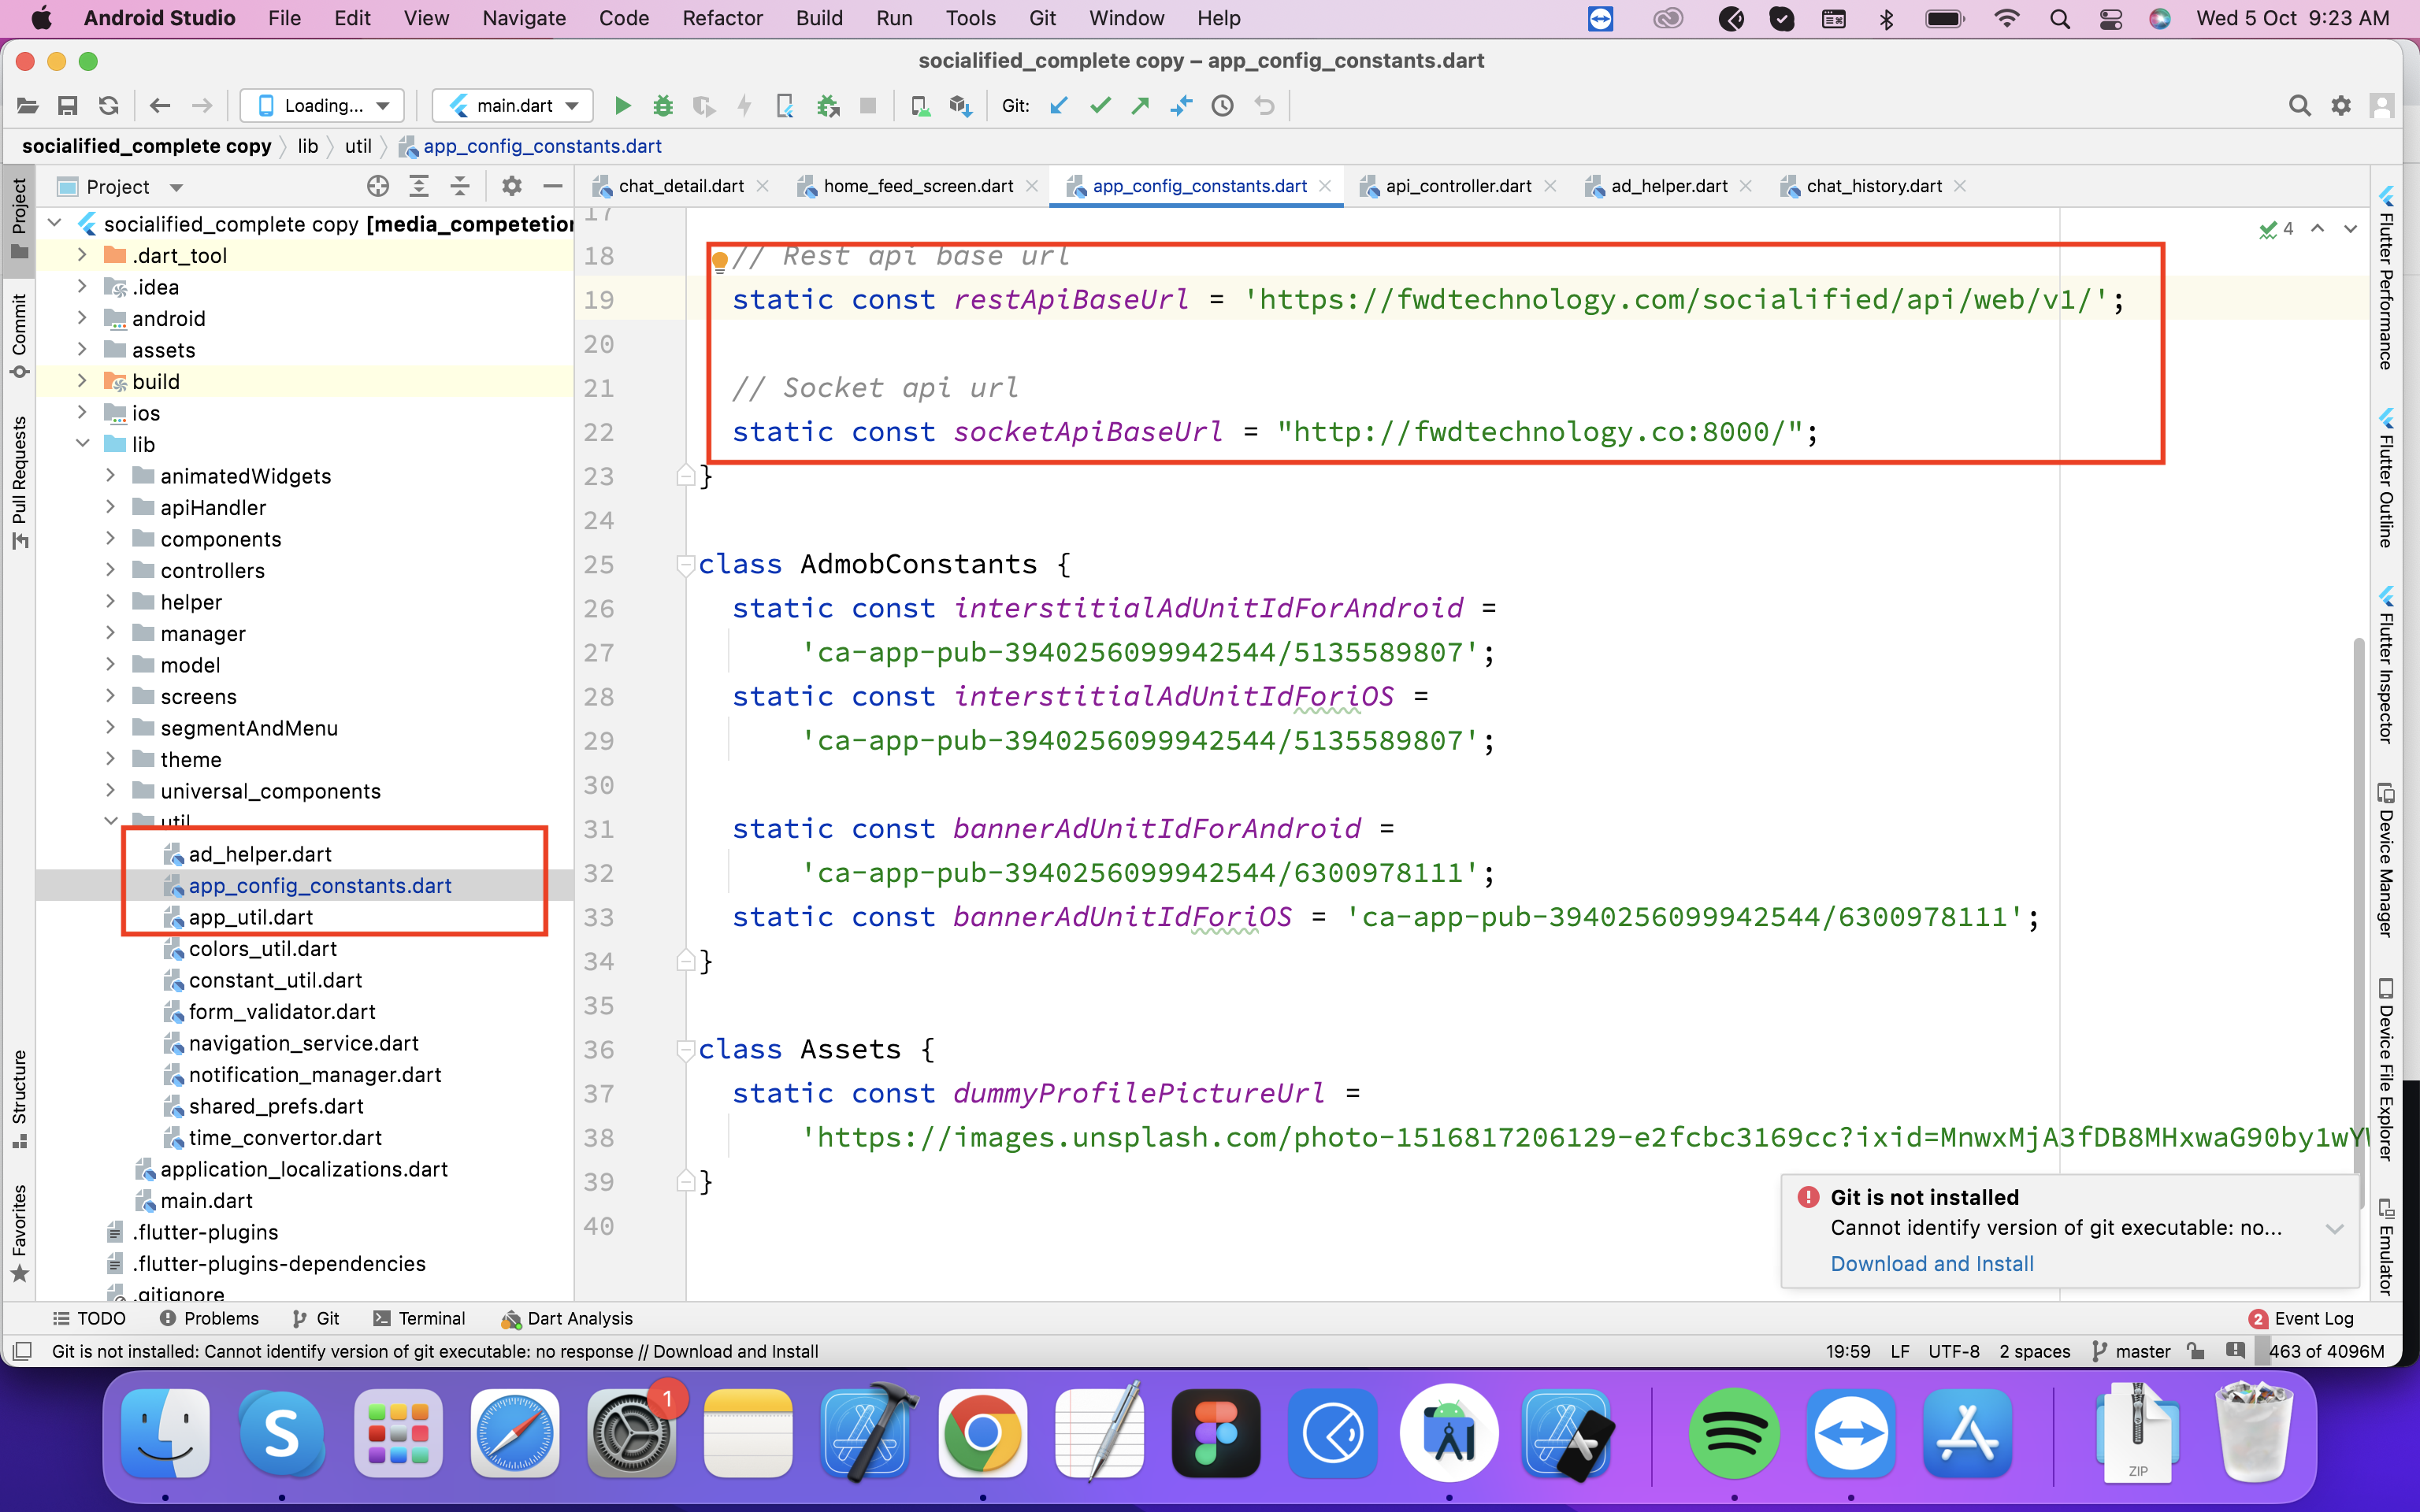 Android Studio File Edit View Navigate Code Refactor Build Run Tools Git Window Help Wed 5 Oct 9:23 AM
socialified_complete copy – app_config_constants.dart
Loading... main.dart Git:
socialified_complete copy lib util app_config_constants.dart
Project
chat_detail.dart home_feed_screen.dart app_config_constants.dart api_controller.dart ad_helper.dart chat_history.dart
Project
Commit
Pull Requests
Structure
Favorites
socialified_complete copy [media_competetion
.dart_tool
.idea
android
assets
build
ios
lib
animatedWidgets
apiHandler
components
controllers
helper
manager
model
screens
segmentAndMenu
theme
universal_components
util
ad_helper.dart
app_config_constants.dart
app_util.dart
colors_util.dart
constant_util.dart
form_validator.dart
navigation_service.dart
notification_manager.dart
shared_prefs.dart
time_convertor.dart
application_localizations.dart
main.dart
.flutter-plugins
.flutter-plugins-dependencies
.gitignore
17
4
18 // Rest api base url
19 static const restApiBaseUrl = 'https://fwdtechnology.com/socialified/api/web/v1/';
20
21 // Socket api url
22 static const socketApiBaseUrl = "http://fwdtechnology.co:8000/";
23 }
24
25 class AdmobConstants {
26 static const interstitialAdUnitIdForAndroid =
27 'ca-app-pub-3940256099942544/5135589807';
28 static const interstitialAdUnitIdForiOS =
29 'ca-app-pub-3940256099942544/5135589807';
30
31 static const bannerAdUnitIdForAndroid =
32 'ca-app-pub-3940256099942544/6300978111';
33 static const bannerAdUnitIdForiOS = 'ca-app-pub-3940256099942544/6300978111';
34 }
35
36 class Assets {
37 static const dummyProfilePictureUrl =
38 'https://images.unsplash.com/photo-1516817206129-e2fcbc3169cc?ixid=MnwxMjA3fDB8MHxwaG90by1wY
39 }
40
Git is not installed
Cannot identify version of git executable: no...
Download and Install
Flutter Performance
Flutter Outline
Flutter Inspector
Device Manager
Device File Explorer
Emulator
TODO Problems Git Terminal Dart Analysis 2 Event Log
Git is not installed: Cannot identify version of git executable: no response // Download and Install 19:59 LF UTF-8 2 spaces master 463 of 4096M
1
S
ZIP